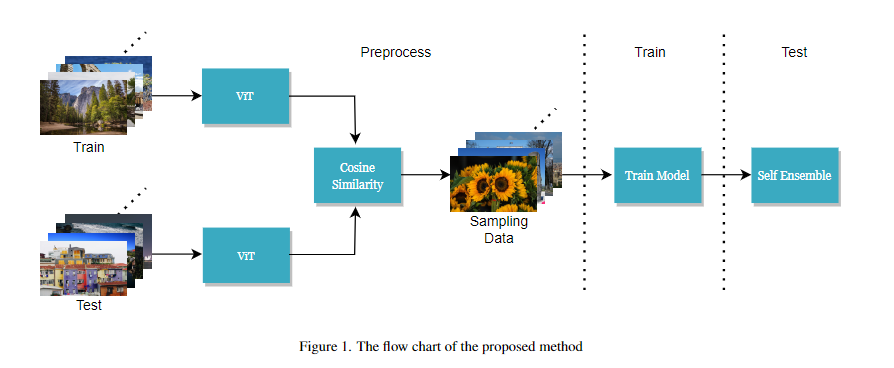 Preprocess
Train
Test
ViT
Train
Cosine
Similarity
Train Model
Self Ensemble
Sampling
Data
ViT
Test
Figure 1. The flow chart of the proposed method